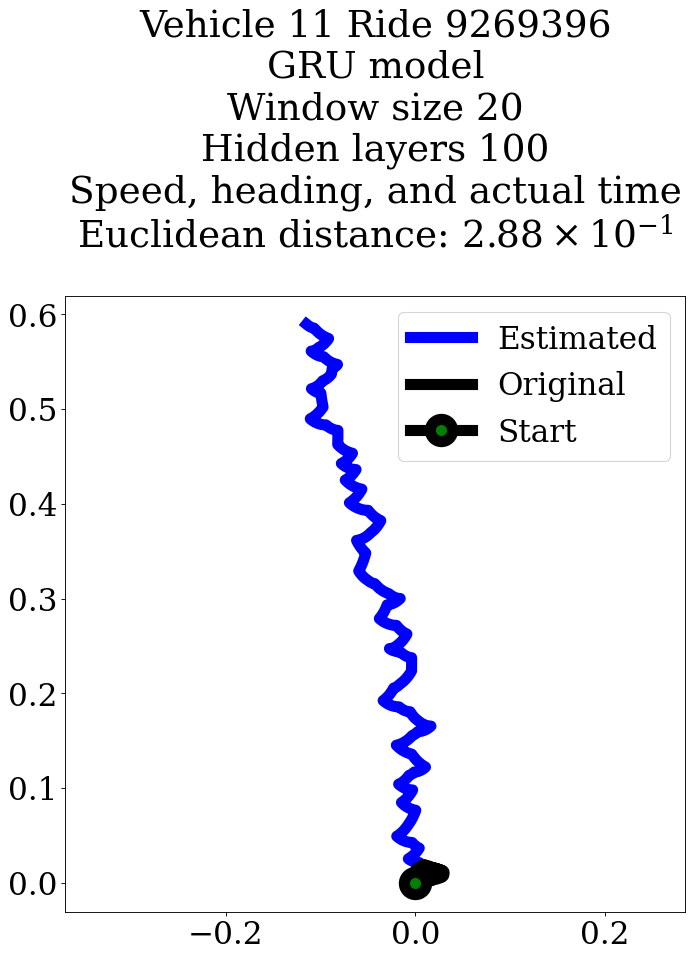 Vehicle 11 Ride 9269396
GRU model
Window size 20
Hidden layers 100
Speed, heading, and actual time
Euclidean distance: 2.88 × 10⁻¹
Estimated
Original
Start
0.6
0.5
0.4
0.3
0.2
0.1
0.0
−0.2 0.0 0.2